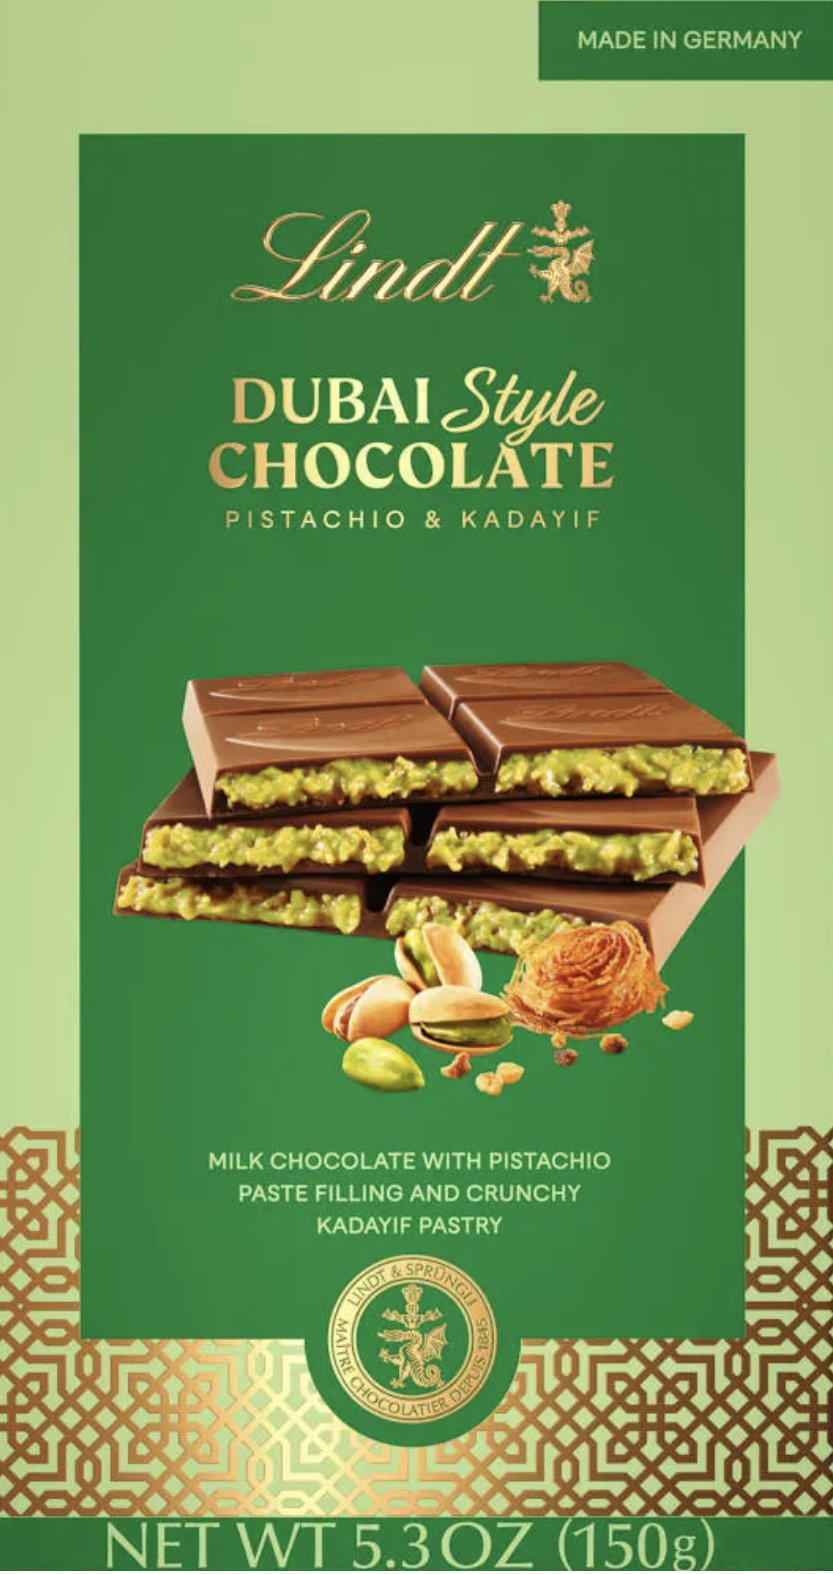 MADE IN GERMANY
Lindt
DUBAI Style
CHOCOLATE
PISTACHIO & KADAYIF
MILK CHOCOLATE WITH PISTACHIO
PASTE FILLING AND CRUNCHY
KADAYIF PASTRY
LINDT & SPRÜNGLI
MAÎTRE CHOCOLATIER DEPUIS 1845
NET WT 5.3 OZ (150g)